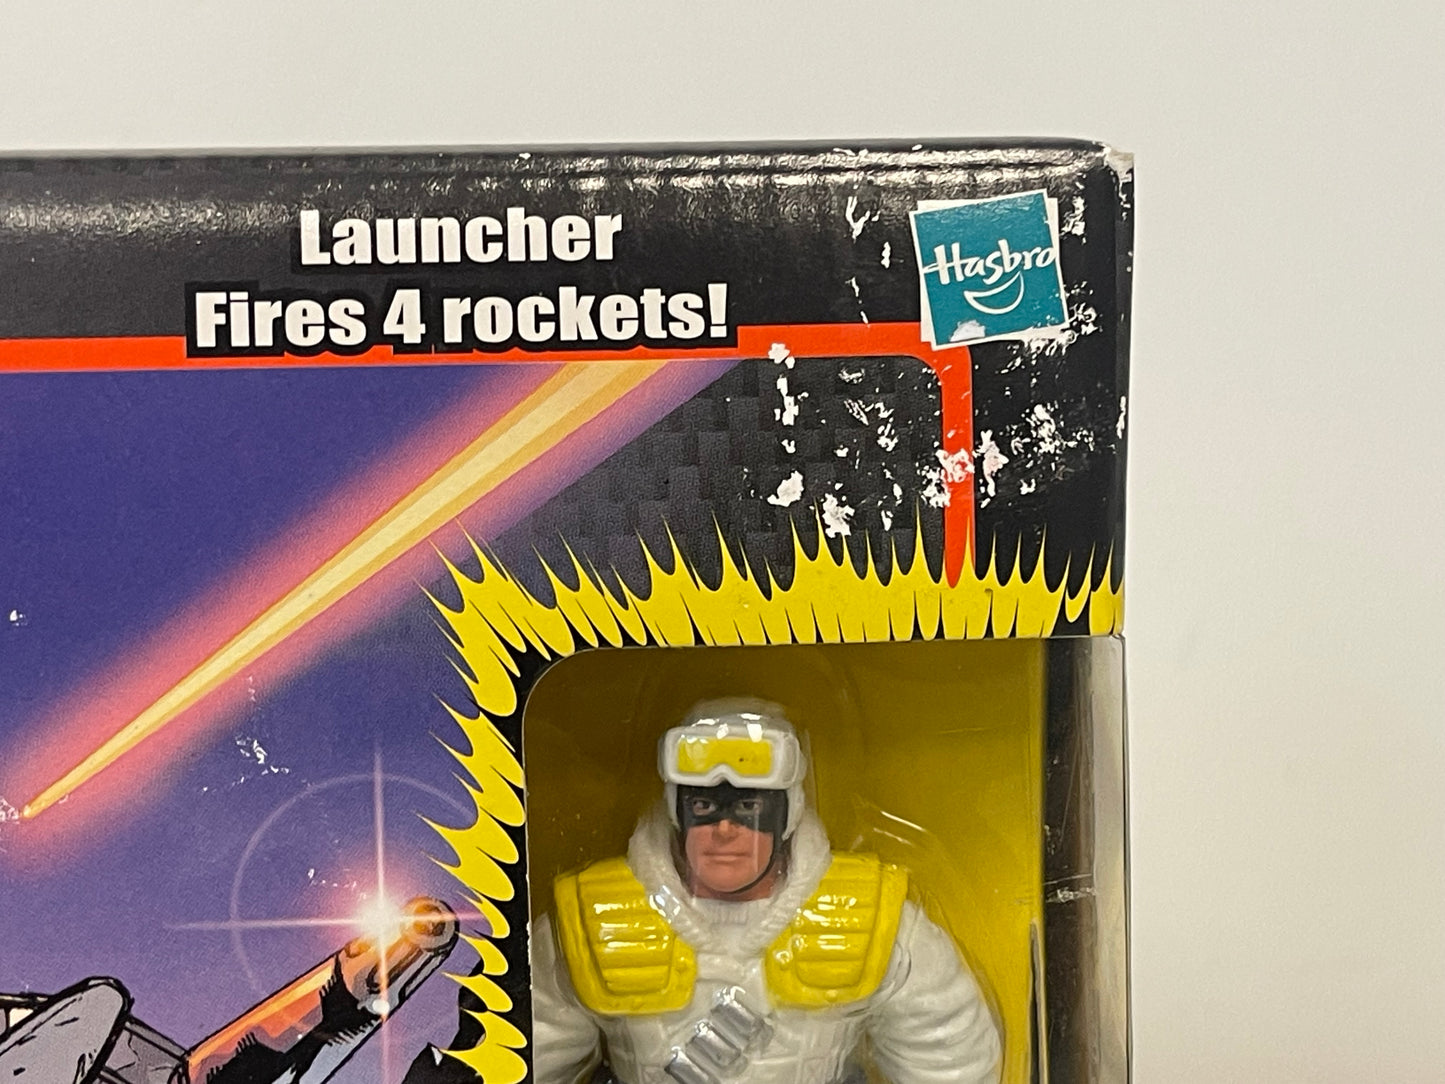 Launcher
Fires 4 rockets!
Hasbro